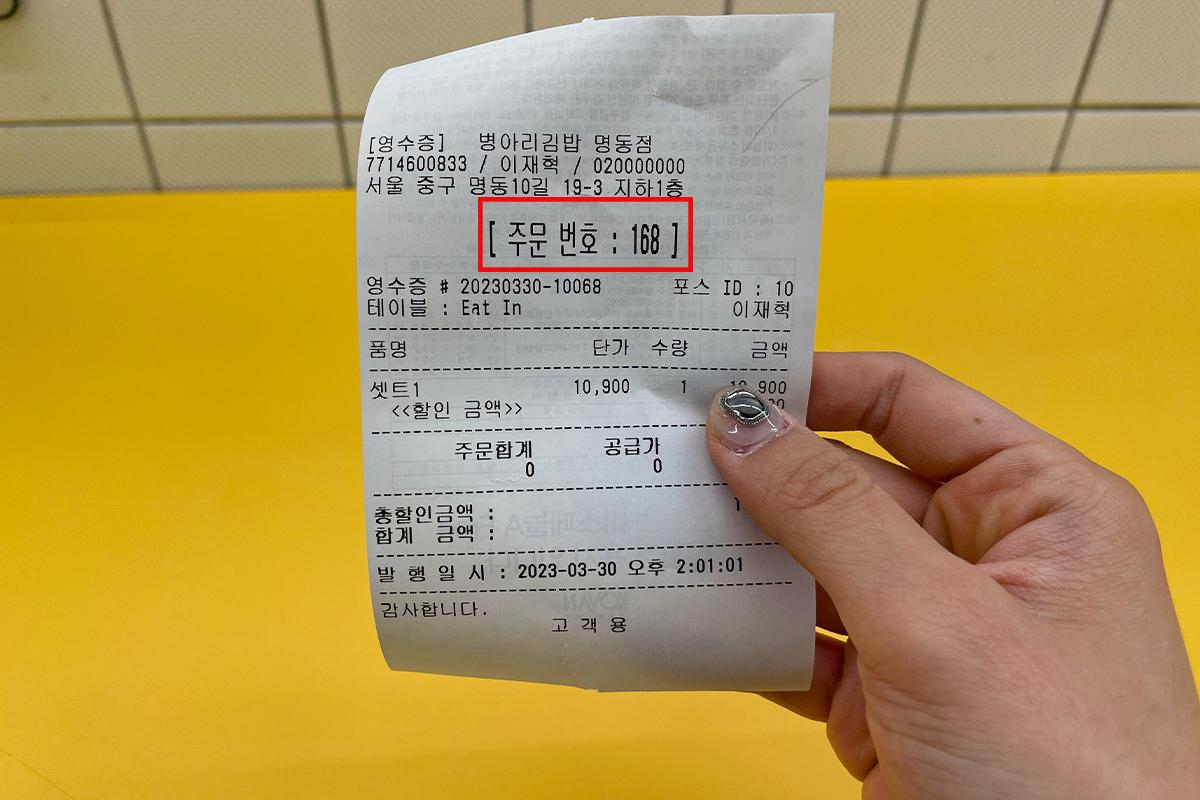 [영수증] 병아리김밥 명동점
7714600833 / 이재혁 / 020000000
서울 중구 명동10길 19-3 지하1층
[ 주문 번호 : 168 ]
영수증 # 20230330-10068 포스 ID : 10
테이블 : Eat In 이재혁
품명 단가 수량 금액
셋트1 10,900 1 10,900
<<할인 금액>>
주문합계 공급가
0 0
총할인금액 :
합계 금액 :
발 행 일 시 : 2023-03-30 오후 2:01:01
감사합니다.
고 객 용